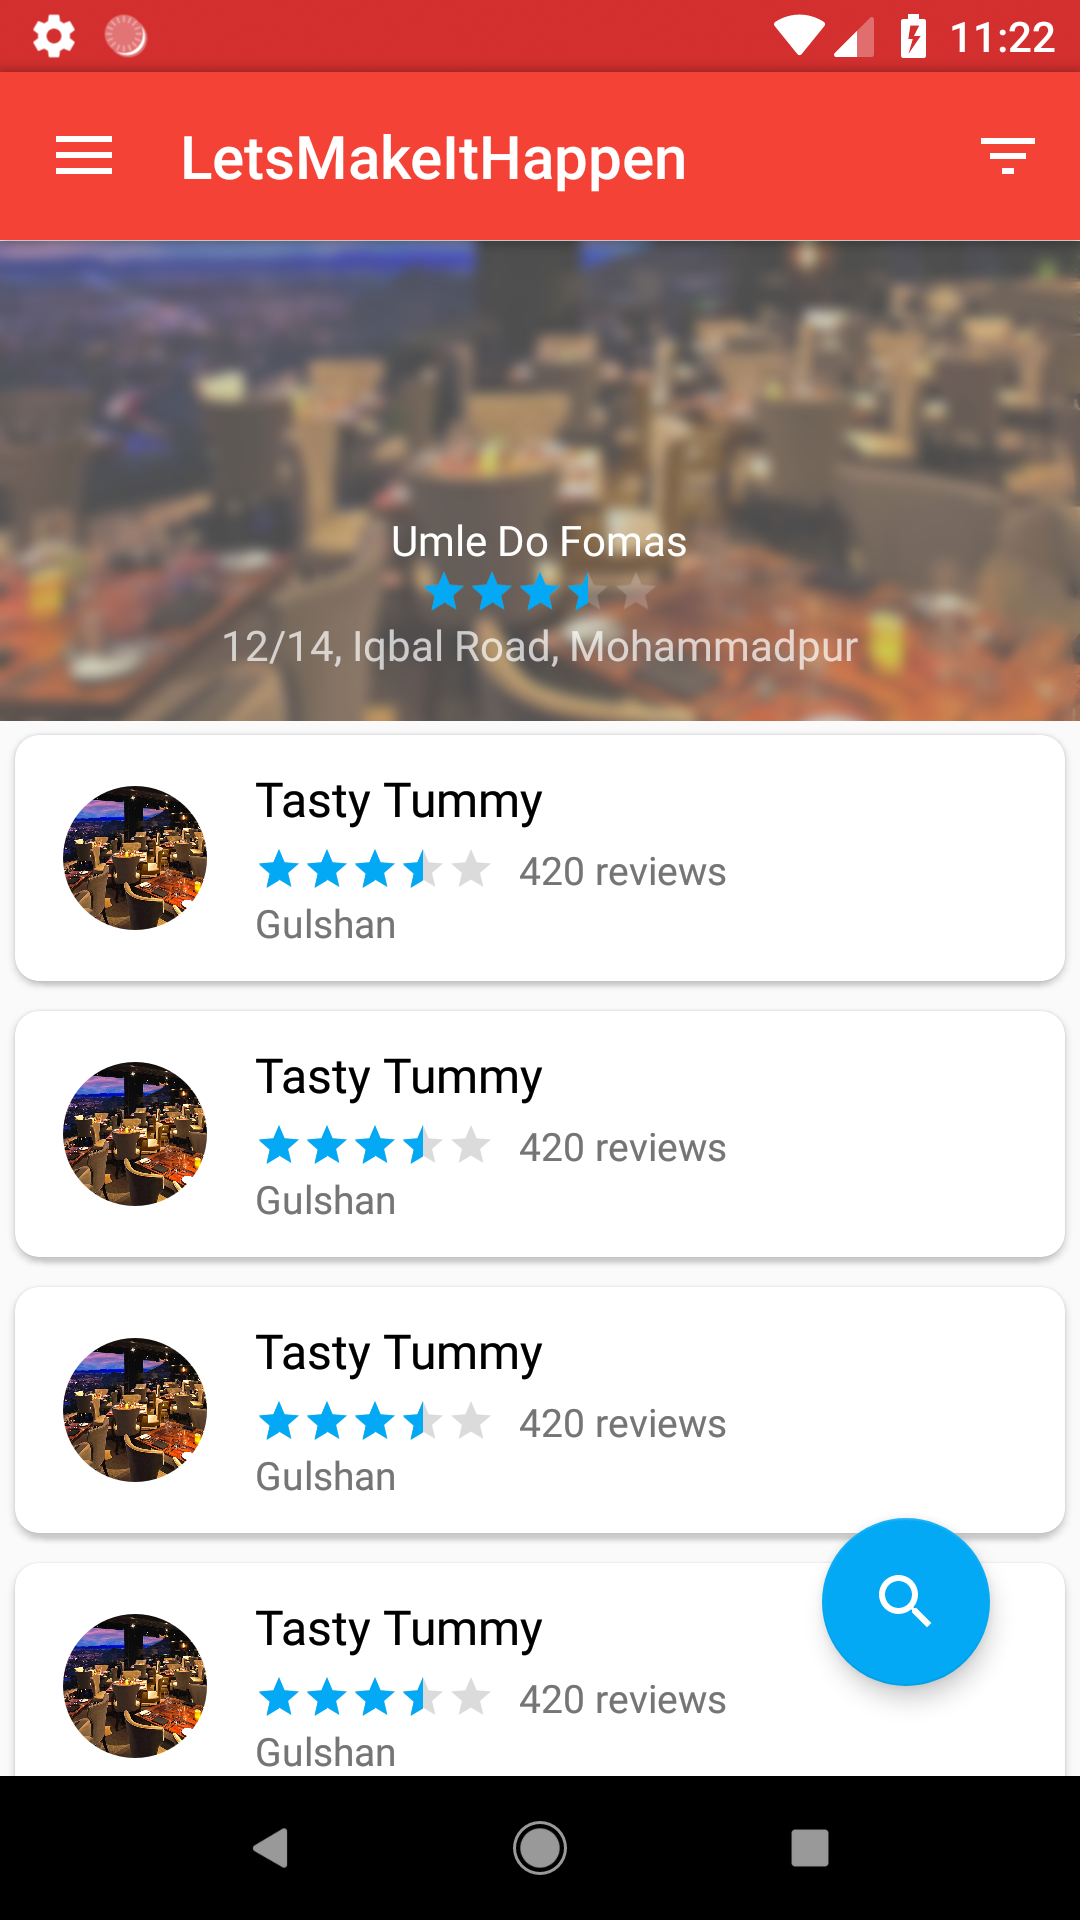 11:22
LetsMakeItHappen
Umle Do Fomas
12/14, Iqbal Road, Mohammadpur
Tasty Tummy
420 reviews
Gulshan
Tasty Tummy
420 reviews
Gulshan
Tasty Tummy
420 reviews
Gulshan
Tasty Tummy
420 reviews
Gulshan